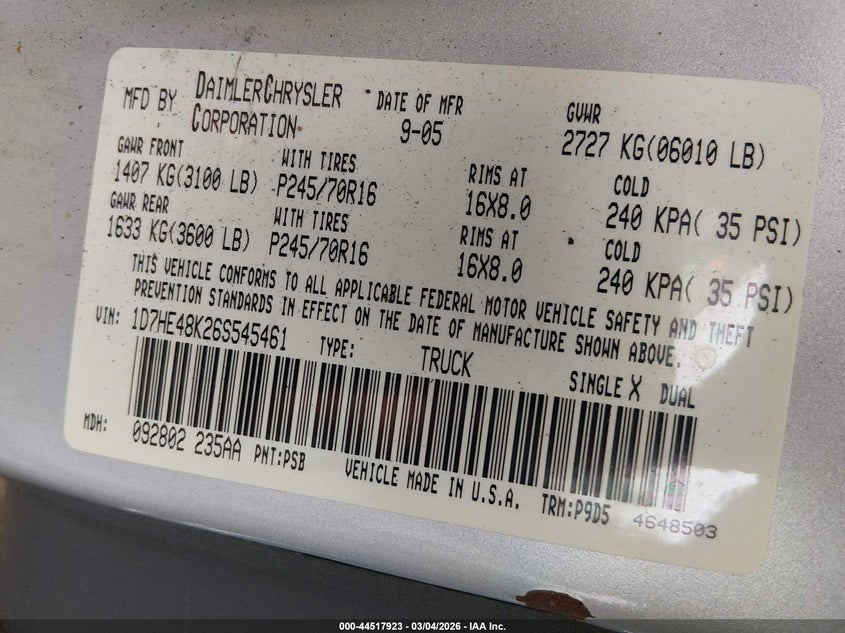 MFD BY DAIMLERCHRYSLER CORPORATION DATE OF MFR 9-05 GVWR 2727 KG(06010 LB)
GAWR FRONT 1407 KG(3100 LB) WITH TIRES P245/70R16 RIMS AT 16X8.0 COLD 240 KPA( 35 PSI)
GAWR REAR 1633 KG(3600 LB) WITH TIRES P245/70R16 RIMS AT 16X8.0 COLD 240 KPA( 35 PSI)
THIS VEHICLE CONFORMS TO ALL APPLICABLE FEDERAL MOTOR VEHICLE SAFETY AND THEFT
PREVENTION STANDARDS IN EFFECT ON THE DATE OF MANUFACTURE SHOWN ABOVE.
VIN: 1D7HE48K26S545461 TYPE: TRUCK SINGLE X DUAL
MDH: 092802 235AA PNT:PSB VEHICLE MADE IN U.S.A. TRM:P9D5 4648503
000-44517923 - 03/04/2026 - IAA Inc.